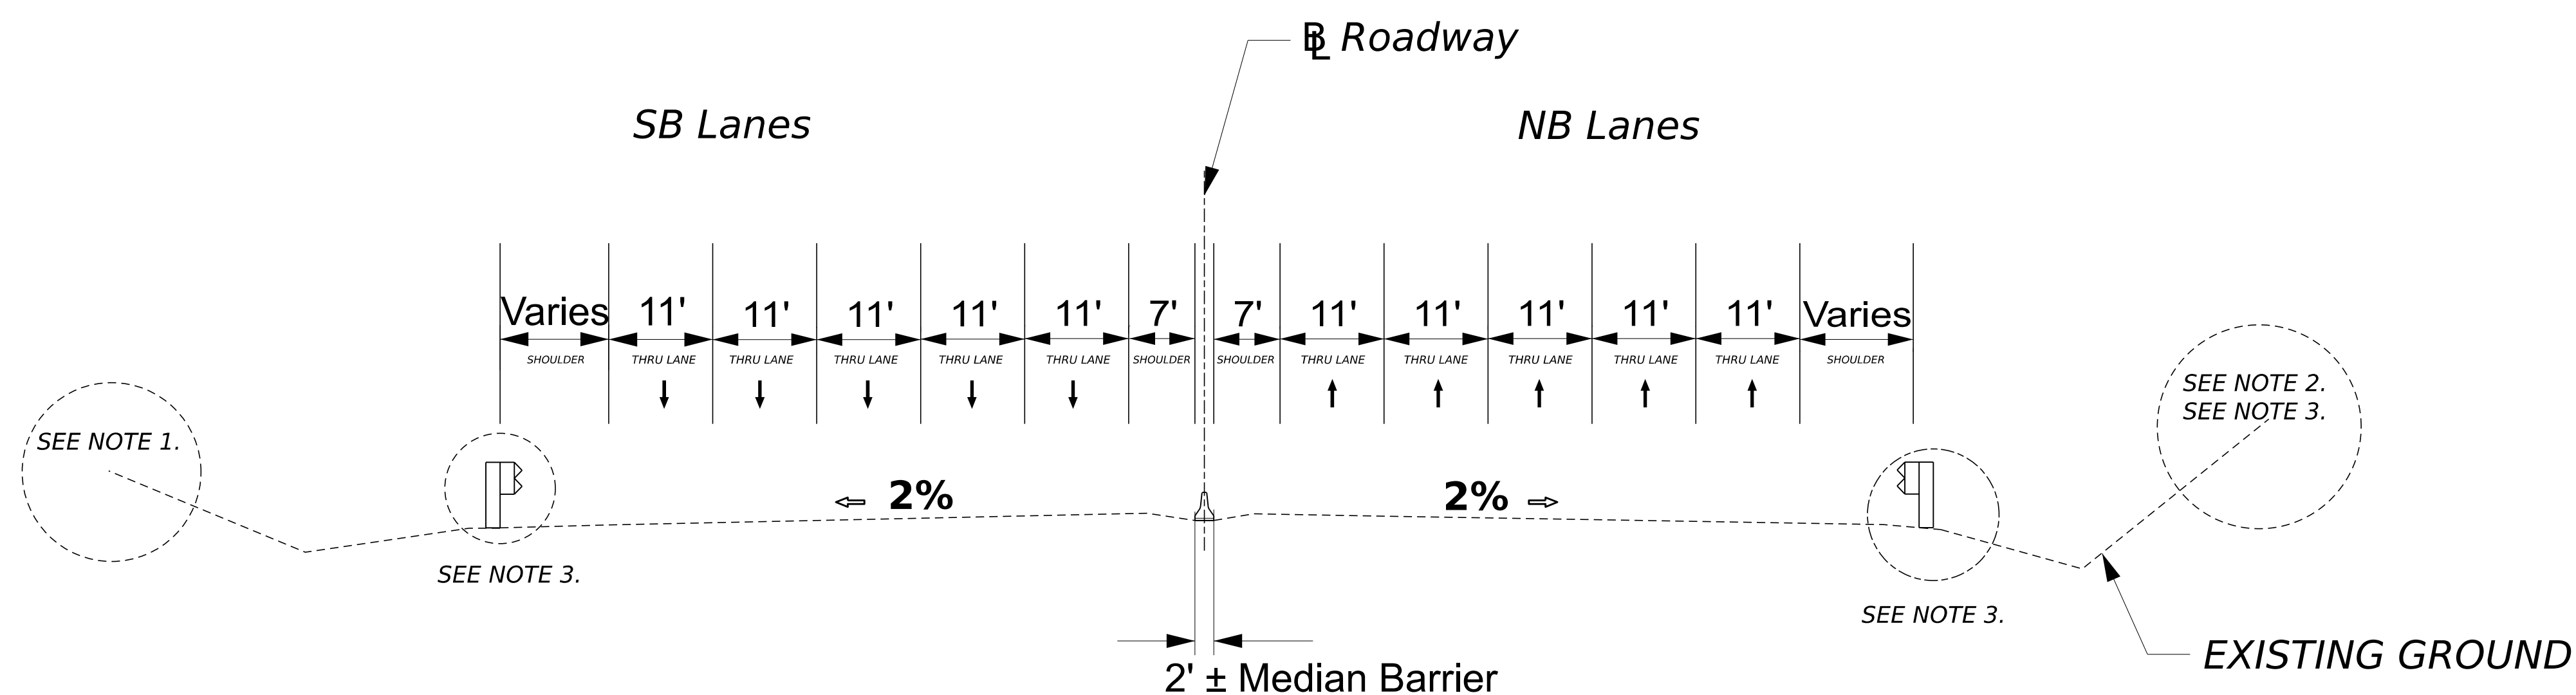 BL Roadway
SB Lanes
NB Lanes
Varies 11' 11' 11' 11' 11' 7' 7' 11' 11' 11' 11' 11' Varies
SHOULDER THRU LANE THRU LANE THRU LANE THRU LANE THRU LANE SHOULDER SHOULDER THRU LANE THRU LANE THRU LANE THRU LANE THRU LANE SHOULDER
SEE NOTE 2.
SEE NOTE 3.
SEE NOTE 1.
2%
2%
SEE NOTE 3.
SEE NOTE 3.
EXISTING GROUND
2' ± Median Barrier